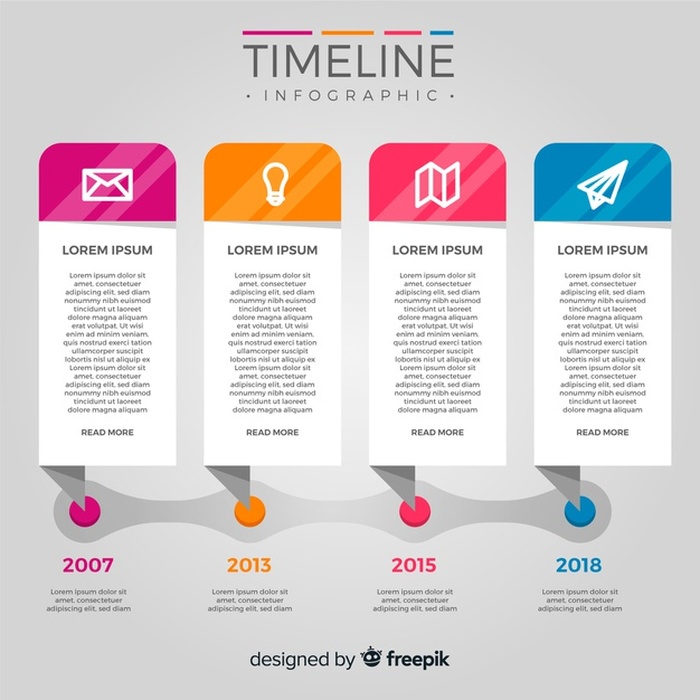 TIMELINE
• INFOGRAPHIC •
LOREM IPSUM
Lorem ipsum dolor sit
amet, consectetuer
adipiscing elit, sed diam
nonummy nibh euismod
tincidunt ut laoreet
dolore magna aliquam
erat volutpat. Ut wisi
enim ad minim veniam,
quis nostrud exerci tation
ullamcorper suscipit
lobortis nisl ut aliquip ex
Lorem ipsum dolor sit
amet, consectetuer
adipiscing elit, sed diam
nonummy nibh euismod
tincidunt ut laoreet
dolore magna aliquam
READ MORE
LOREM IPSUM
Lorem ipsum dolor sit
amet, consectetuer
adipiscing elit, sed diam
nonummy nibh euismod
tincidunt ut laoreet
dolore magna aliquam
erat volutpat. Ut wisi
enim ad minim veniam,
quis nostrud exerci tation
ullamcorper suscipit
lobortis nisl ut aliquip ex
Lorem ipsum dolor sit
amet, consectetuer
adipiscing elit, sed diam
nonummy nibh euismod
tincidunt ut laoreet
dolore magna aliquam
READ MORE
LOREM IPSUM
Lorem ipsum dolor sit
amet, consectetuer
adipiscing elit, sed diam
nonummy nibh euismod
tincidunt ut laoreet
dolore magna aliquam
erat volutpat. Ut wisi
enim ad minim veniam,
quis nostrud exerci tation
ullamcorper suscipit
lobortis nisl ut aliquip ex
Lorem ipsum dolor sit
amet, consectetuer
adipiscing elit, sed diam
nonummy nibh euismod
tincidunt ut laoreet
dolore magna aliquam
READ MORE
LOREM IPSUM
Lorem ipsum dolor sit
amet, consectetuer
adipiscing elit, sed diam
nonummy nibh euismod
tincidunt ut laoreet
dolore magna aliquam
erat volutpat. Ut wisi
enim ad minim veniam,
quis nostrud exerci tation
ullamcorper suscipit
lobortis nisl ut aliquip ex
Lorem ipsum dolor sit
amet, consectetuer
adipiscing elit, sed diam
nonummy nibh euismod
tincidunt ut laoreet
dolore magna aliquam
READ MORE
2007
Lorem ipsum dolor sit
amet, consectetuer
adipiscing elit, sed diam
2013
Lorem ipsum dolor sit
amet, consectetuer
adipiscing elit, sed diam
2015
Lorem ipsum dolor sit
amet, consectetuer
adipiscing elit, sed diam
2018
Lorem ipsum dolor sit
amet, consectetuer
adipiscing elit, sed diam
designed by freepik